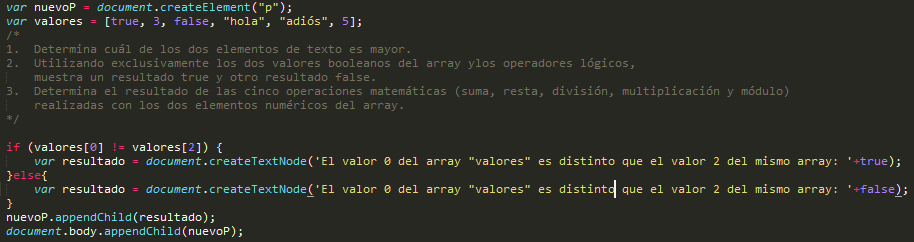 var nuevoP = document.createElement("p");
var valores = [true, 3, false, "hola", "adiós", 5];
/*
1.  Determina cuál de los dos elementos de texto es mayor.
2.  Utilizando exclusivamente los dos valores booleanos del array ylos operadores lógicos,
    muestra un resultado true y otro resultado false.
3.  Determina el resultado de las cinco operaciones matemáticas (suma, resta, división, multiplicación y módulo)
    realizadas con los dos elementos numéricos del array.
*/
if (valores[0] != valores[2]) {
    var resultado = document.createTextNode('El valor 0 del array "valores" es distinto que el valor 2 del mismo array: '+true);
}else{
    var resultado = document.createTextNode('El valor 0 del array "valores" es distinto que el valor 2 del mismo array: '+false);
}
nuevoP.appendChild(resultado);
document.body.appendChild(nuevoP);